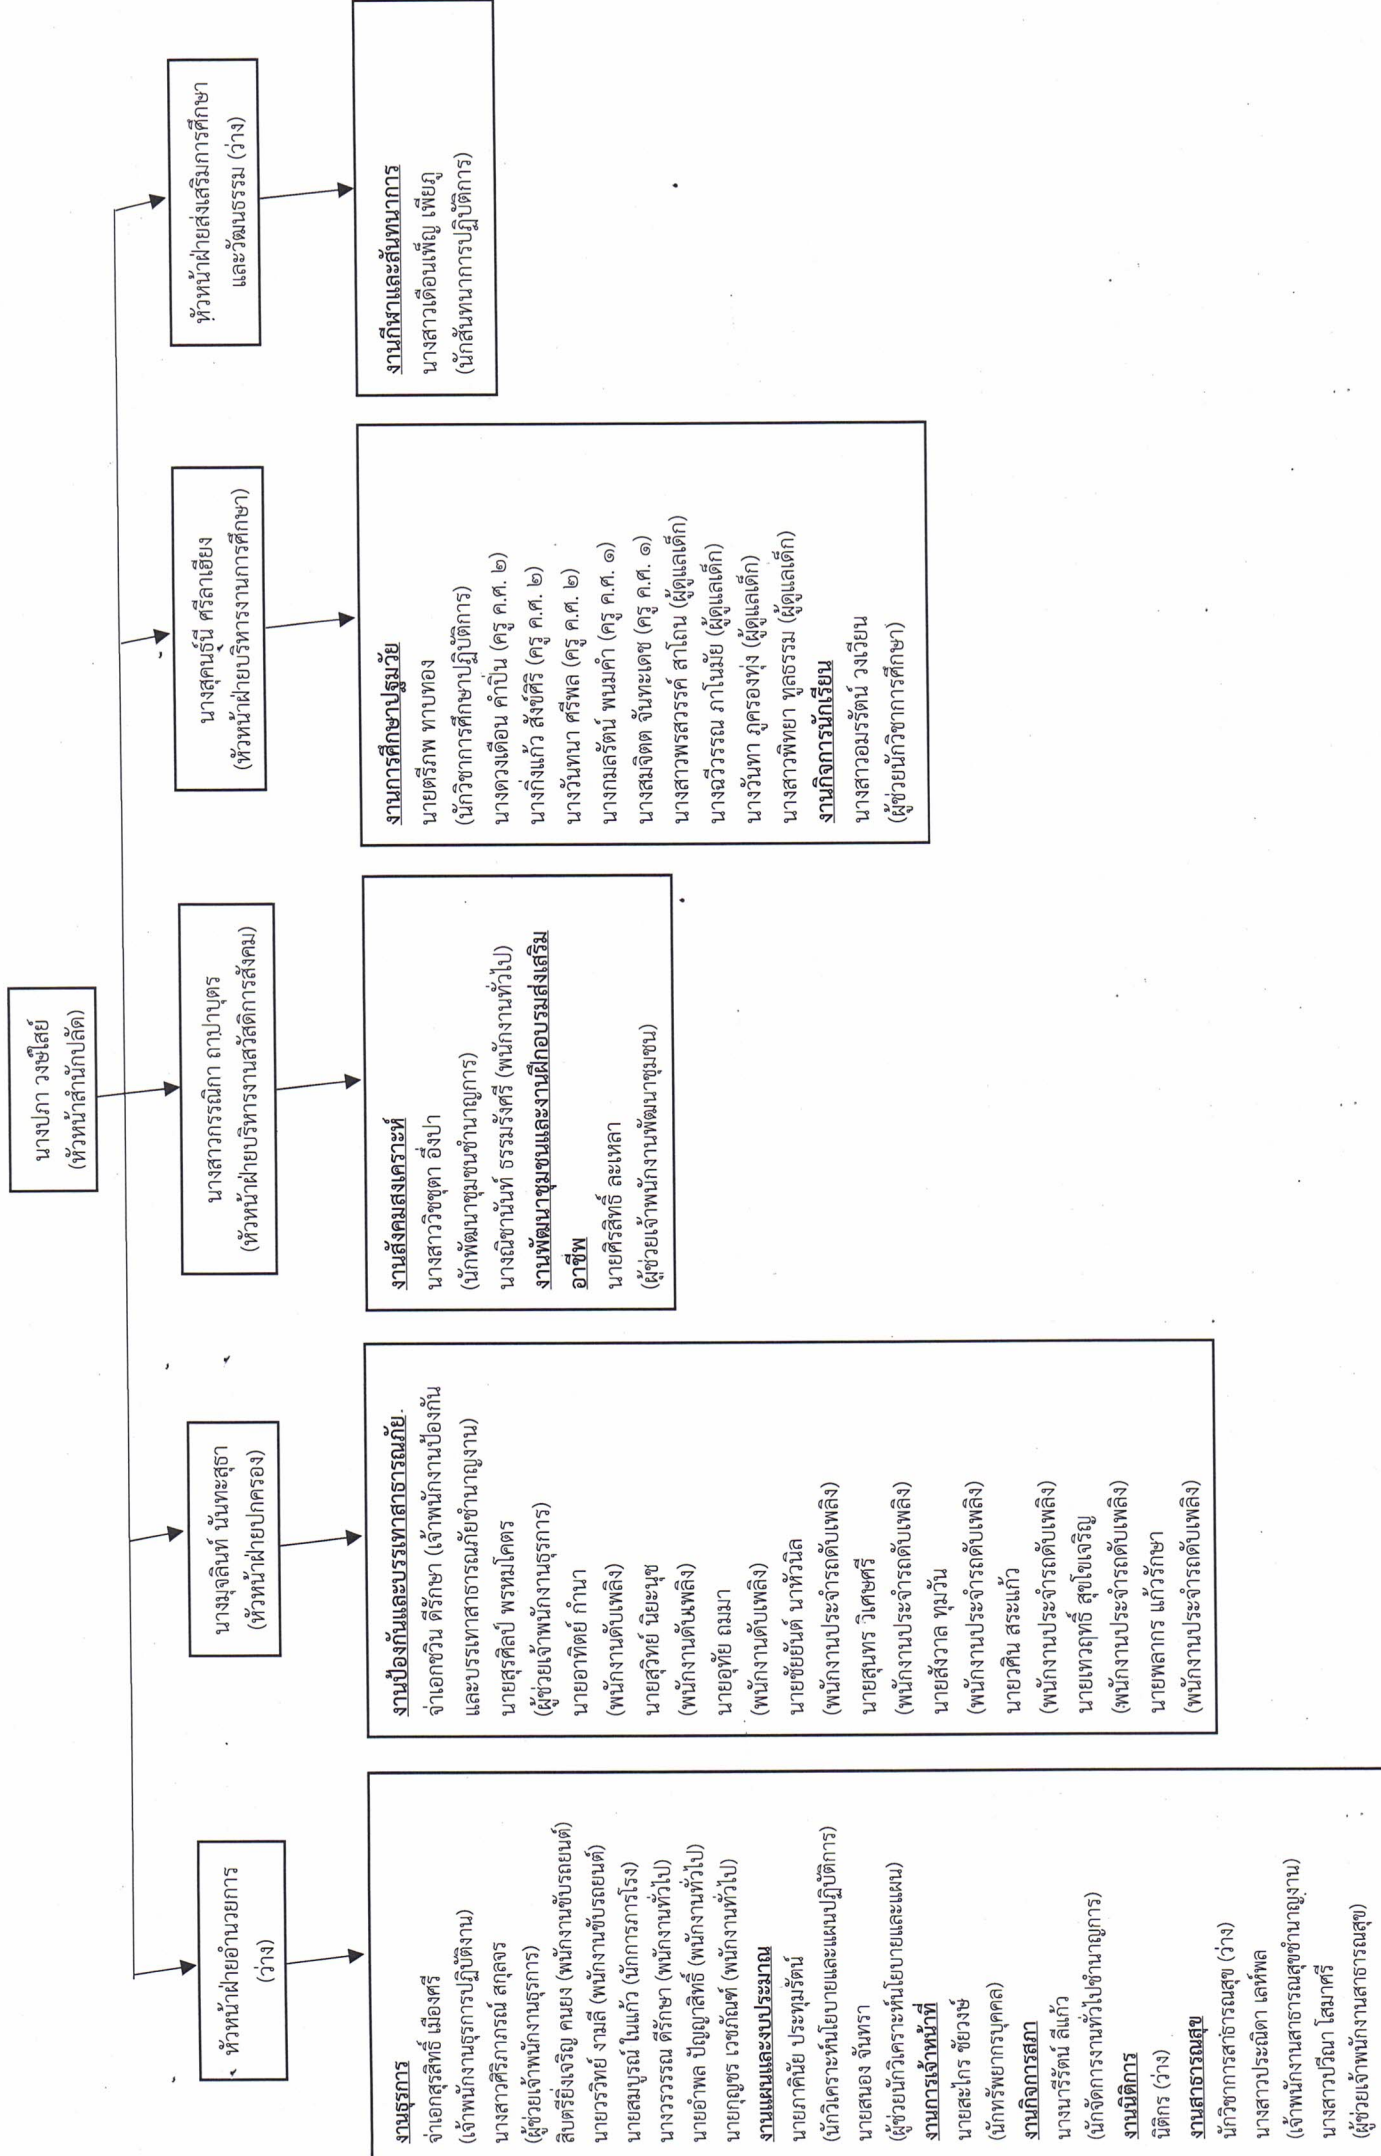 นางปภา วงษ์ไสย์
(หัวหน้าสำนักปลัด)
หัวหน้าฝ่ายอำนวยการ
(ว่าง)
นางมุจลินท์ นันทะสุธา
(หัวหน้าฝ่ายปกครอง)
นางสาวกรรณิกา ถาปาบุตร
(หัวหน้าฝ่ายบริหารงานสวัสดิการสังคม)
นางสุคนธ์นี ศรีลาเฮียง
(หัวหน้าฝ่ายบริหารงานการศึกษา)
หัวหน้าฝ่ายส่งเสริมการศึกษา
และวัฒนธรรม (ว่าง)
งานธุรการ
จ่าเอกสุรสิทธิ์ เมืองศรี
(เจ้าพนักงานธุรการปฏิบัติงาน)
นางสาวศิริภาภรณ์ สกุลจร
(ผู้ช่วยเจ้าพนักงานธุรการ)
สิบตรียิ่งเจริญ คนยง (พนักงานขับรถยนต์)
นายวรวิทย์ งามลี (พนักงานขับรถยนต์)
นายสมบูรณ์ ในแก้ว (นักการภารโรง)
นางวรวรรณ ดีรักษา (พนักงานทั่วไป)
นายอำพล ปัญญาสิทธิ์ (พนักงานทั่วไป)
นายกุญชร เวชภัณฑ์ (พนักงานทั่วไป)
งานแผนและงบประมาณ
นายภาคินัย ประทุมรัตน์
(นักวิเคราะห์นโยบายและแผนปฏิบัติการ)
นายสนอง จันทรา
(ผู้ช่วยนักวิเคราะห์นโยบายและแผน)
งานการเจ้าหน้าที่
นายสะไกร ชัยวงษ์
(นักทรัพยากรบุคคล)
งานกิจการสภา
นางนารีรัตน์ ลีแก้ว
(นักจัดการงานทั่วไปชำนาญการ)
งานนิติการ
นิติกร (ว่าง)
งานสาธารณสุข
นักวิชาการสาธารณสุข (ว่าง)
นางสาวประณิดา เลห์พล
(เจ้าพนักงานสาธารณสุขชำนาญงาน)
นางสาวปวีณา โสมาศรี
(ผู้ช่วยเจ้าพนักงานสาธารณสุข)
งานป้องกันและบรรเทาสาธารณภัย
จ่าเอกชวิน ดีรักษา (เจ้าพนักงานป้องกัน
และบรรเทาสาธารณภัยชำนาญงาน)
นายสุรศิลป์ พรหมโคตร
(ผู้ช่วยเจ้าพนักงานธุรการ)
นายอาทิตย์ กำนา
(พนักงานดับเพลิง)
นายสุวิทย์ นิยะนุช
(พนักงานดับเพลิง)
นายอุทัย ถมมา
(พนักงานดับเพลิง)
นายชัยยันต์ นาหัวนิล
(พนักงานประจำรถดับเพลิง)
นายสุนทร วิเศษศรี
(พนักงานประจำรถดับเพลิง)
นายสังวาล ทุมวัน
(พนักงานประจำรถดับเพลิง)
นายวศิน สระแก้ว
(พนักงานประจำรถดับเพลิง)
นายเทวฤทธิ์ สุขโขเจริญ
(พนักงานประจำรถดับเพลิง)
นายพลากร แก้วรักษา
(พนักงานประจำรถดับเพลิง)
งานสังคมสงเคราะห์
นางสาววิชชุตา อึ่งปา
(นักพัฒนาชุมชนชำนาญการ)
นางณิชานันท์ ธรรมรังศรี (พนักงานทั่วไป)
งานพัฒนาชุมชนและงานฝึกอบรมส่งเสริม
อาชีพ
นายศิรสิทธิ์ ละเหลา
(ผู้ช่วยเจ้าพนักงานพัฒนาชุมชน)
งานการศึกษาปฐมวัย
นายตรีภพ ทาบทอง
(นักวิชาการศึกษาปฏิบัติการ)
นางดวงเดือน คำปิ่น (ครู ค.ศ. ๒)
นางกิ่งแก้ว สังข์ศิริ (ครู ค.ศ. ๒)
นางวันทนา ศรีพล (ครู ค.ศ. ๒)
นางกมลรัตน์ พนมคำ (ครู ค.ศ. ๑)
นางสมจิตต จันทะเดช (ครู ค.ศ. ๑)
นางสาวพรสวรรค์ สาโถน (ผู้ดูแลเด็ก)
นางฉวีวรรณ ภาโนมัย (ผู้ดูแลเด็ก)
นางวันทา ภูครองทุ่ง (ผู้ดูแลเด็ก)
นางสาวพิทยา ทูลธรรม (ผู้ดูแลเด็ก)
งานกิจการนักเรียน
นางสาวอมรรัตน์ วงเวียน
(ผู้ช่วยนักวิชาการศึกษา)
งานกีฬาและสันทนาการ
นางสาวเดือนเพ็ญ เพียภู
(นักสันทนาการปฏิบัติการ)